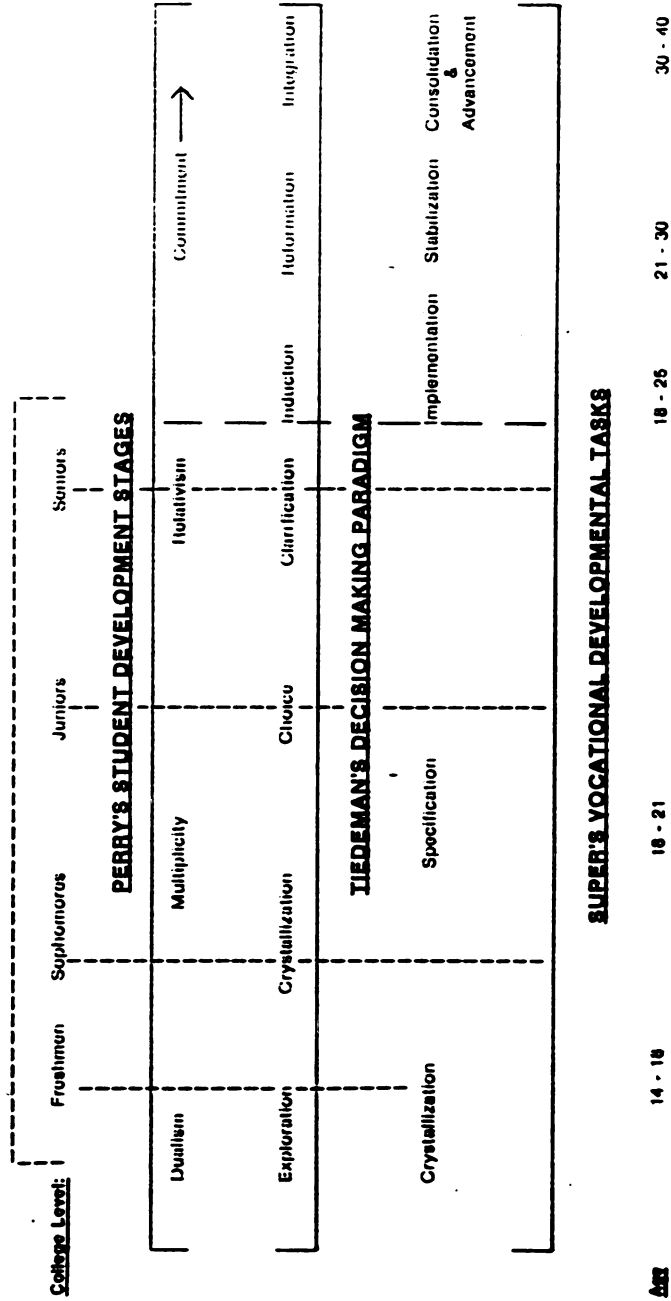 College Level:
Freshman Sophomores Juniors Seniors
PERRY'S STUDENT DEVELOPMENT STAGES
Dualism Multiplicity Relativism Commitment
Exploration Crystallization Choice Clarification Induction Reformation Integration
TIEDEMAN'S DECISION MAKING PARADIGM
Crystallization Specification Implementation Stabilization Consolidation
&
Advancement
SUPER'S VOCATIONAL DEVELOPMENTAL TASKS
Age 14 - 18 18 - 21 18 - 25 21 - 30 30 - 40